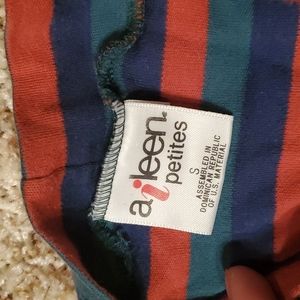 aileen.
petites
S
ASSEMBLED IN
DOMINICAN REPUBLIC
OF U.S. MATERIAL